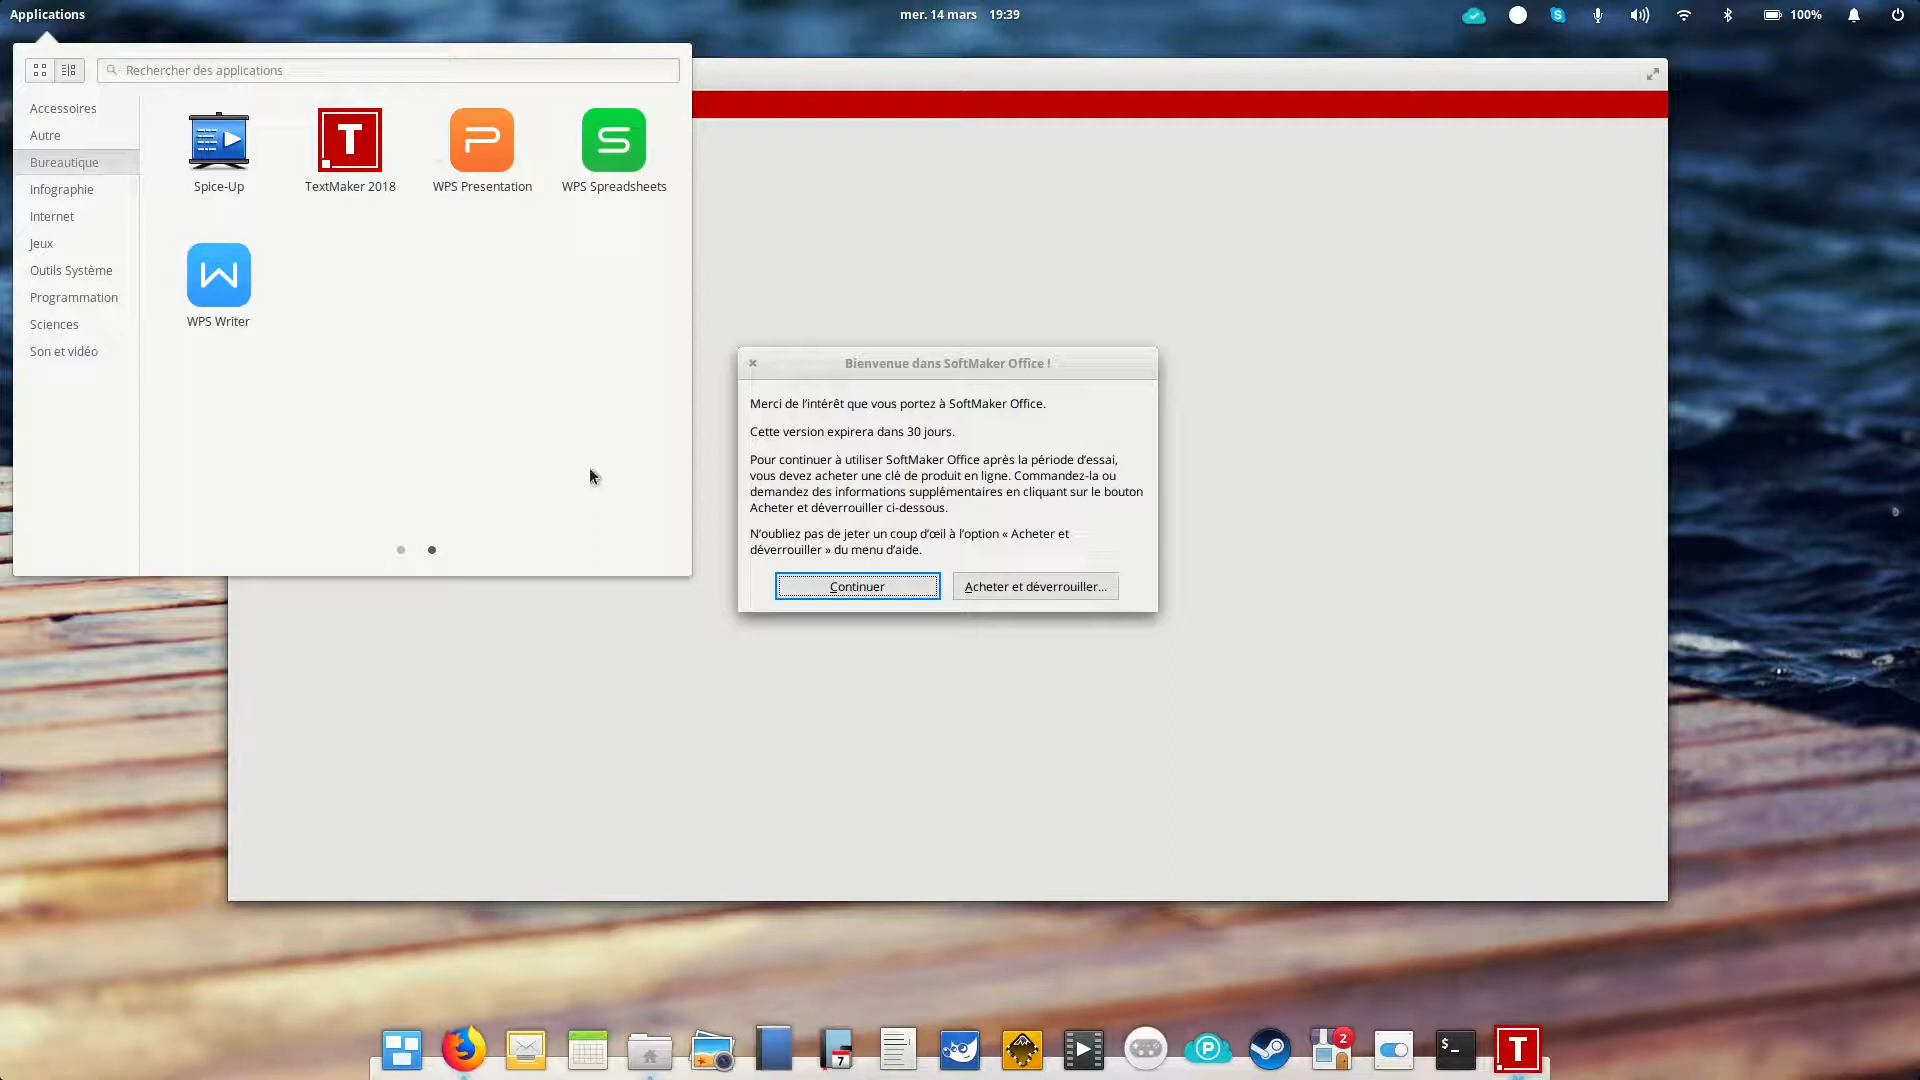 Applications
mer. 14 mars 19:39
100%
Rechercher des applications
Accessoires
Autre
Bureautique
Infographie
Internet
Jeux
Outils Système
Programmation
Sciences
Son et vidéo
Spice-Up
T
TextMaker 2018
WPS Presentation
WPS Spreadsheets
WPS Writer
Bienvenue dans SoftMaker Office !
Merci de l'intérêt que vous portez à SoftMaker Office.
Cette version expirera dans 30 jours.
Pour continuer à utiliser SoftMaker Office après la période d'essai,
vous devez acheter une clé de produit en ligne. Commandez-la ou
demandez des informations supplémentaires en cliquant sur le bouton
Acheter et déverrouiller ci-dessous.
N'oubliez pas de jeter un coup d'œil à l'option « Acheter et
déverrouiller » du menu d'aide.
Continuer
Acheter et déverrouiller...
7
P
2
$_
T